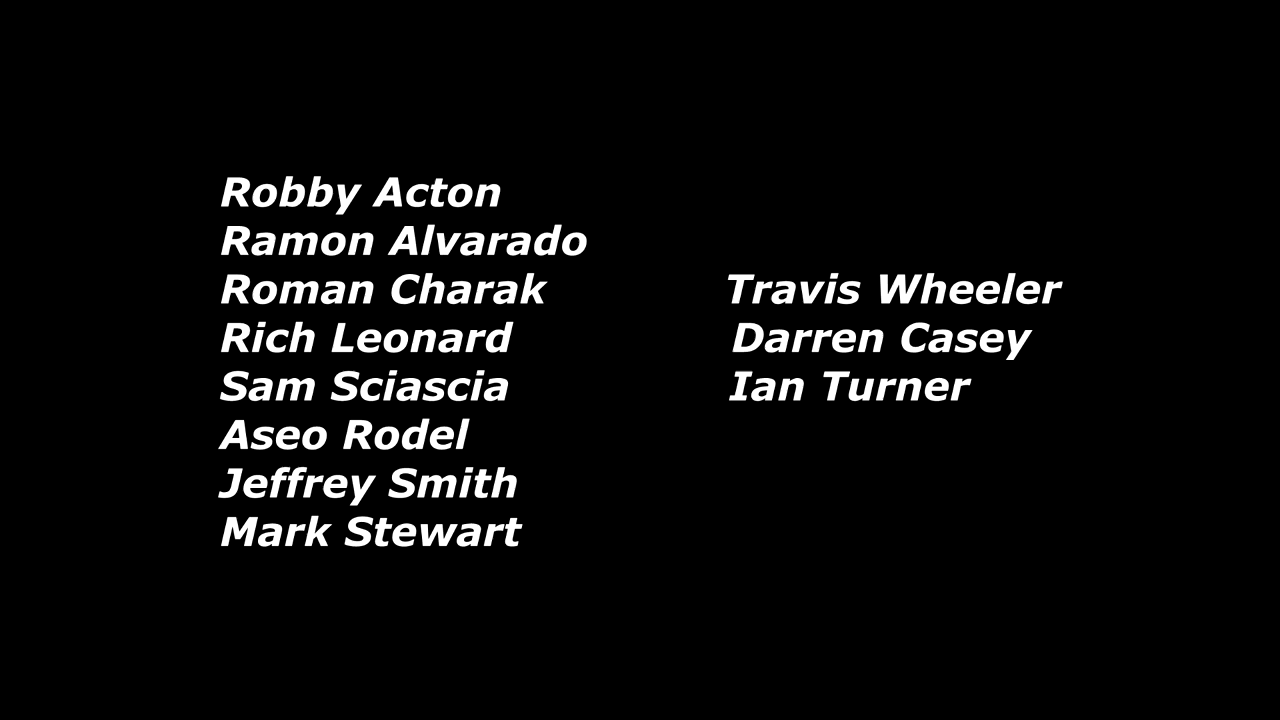 Robby Acton
Ramon Alvarado
Roman Charak
Rich Leonard
Sam Sciascia
Aseo Rodel
Jeffrey Smith
Mark Stewart
Travis Wheeler
Darren Casey
Ian Turner